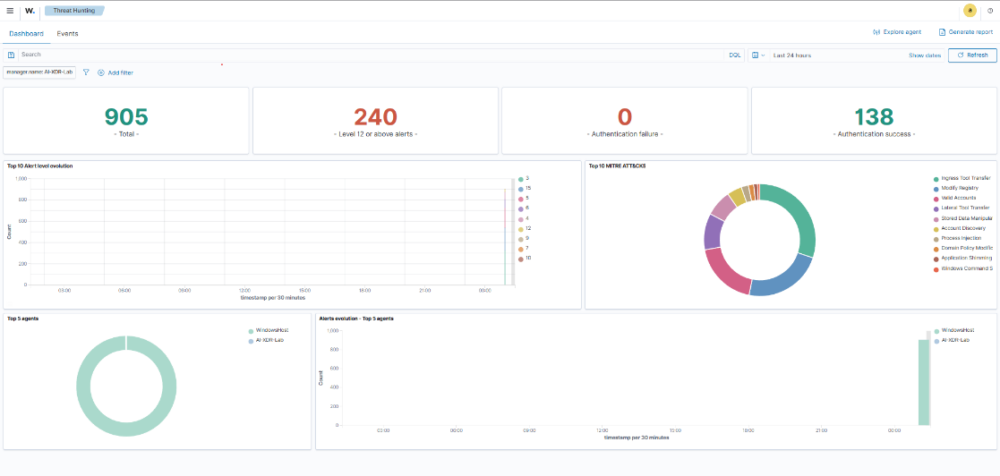 W. Threat Hunting a
Dashboard Events Explore agent Generate report
Search DQL Last 24 hours Show dates Refresh
manager.name: AI-XDR-Lab Add filter
905
- Total -
240
- Level 12 or above alerts -
0
- Authentication failure -
138
- Authentication success -
Top 10 Alert level evolution
1,000
800
600
400
200
0
Count
03:00 06:00 09:00 12:00 15:00 18:00 21:00 00:00
timestamp per 30 minutes
3
15
5
6
4
12
9
7
10
Top 10 MITRE ATT&CKS
Ingress Tool Transfer
Modify Registry
Valid Accounts
Lateral Tool Transfer
Stored Data Manipulat
Account Discovery
Process Injection
Domain Policy Modific
Application Shimming
Windows Command S
Top 5 agents
WindowsHost
AI-XDR-Lab
Alerts evolution - Top 5 agents
1,000
800
600
400
200
0
Count
03:00 06:00 09:00 12:00 15:00 18:00 21:00 00:00
timestamp per 30 minutes
WindowsHost
AI-XDR-Lab